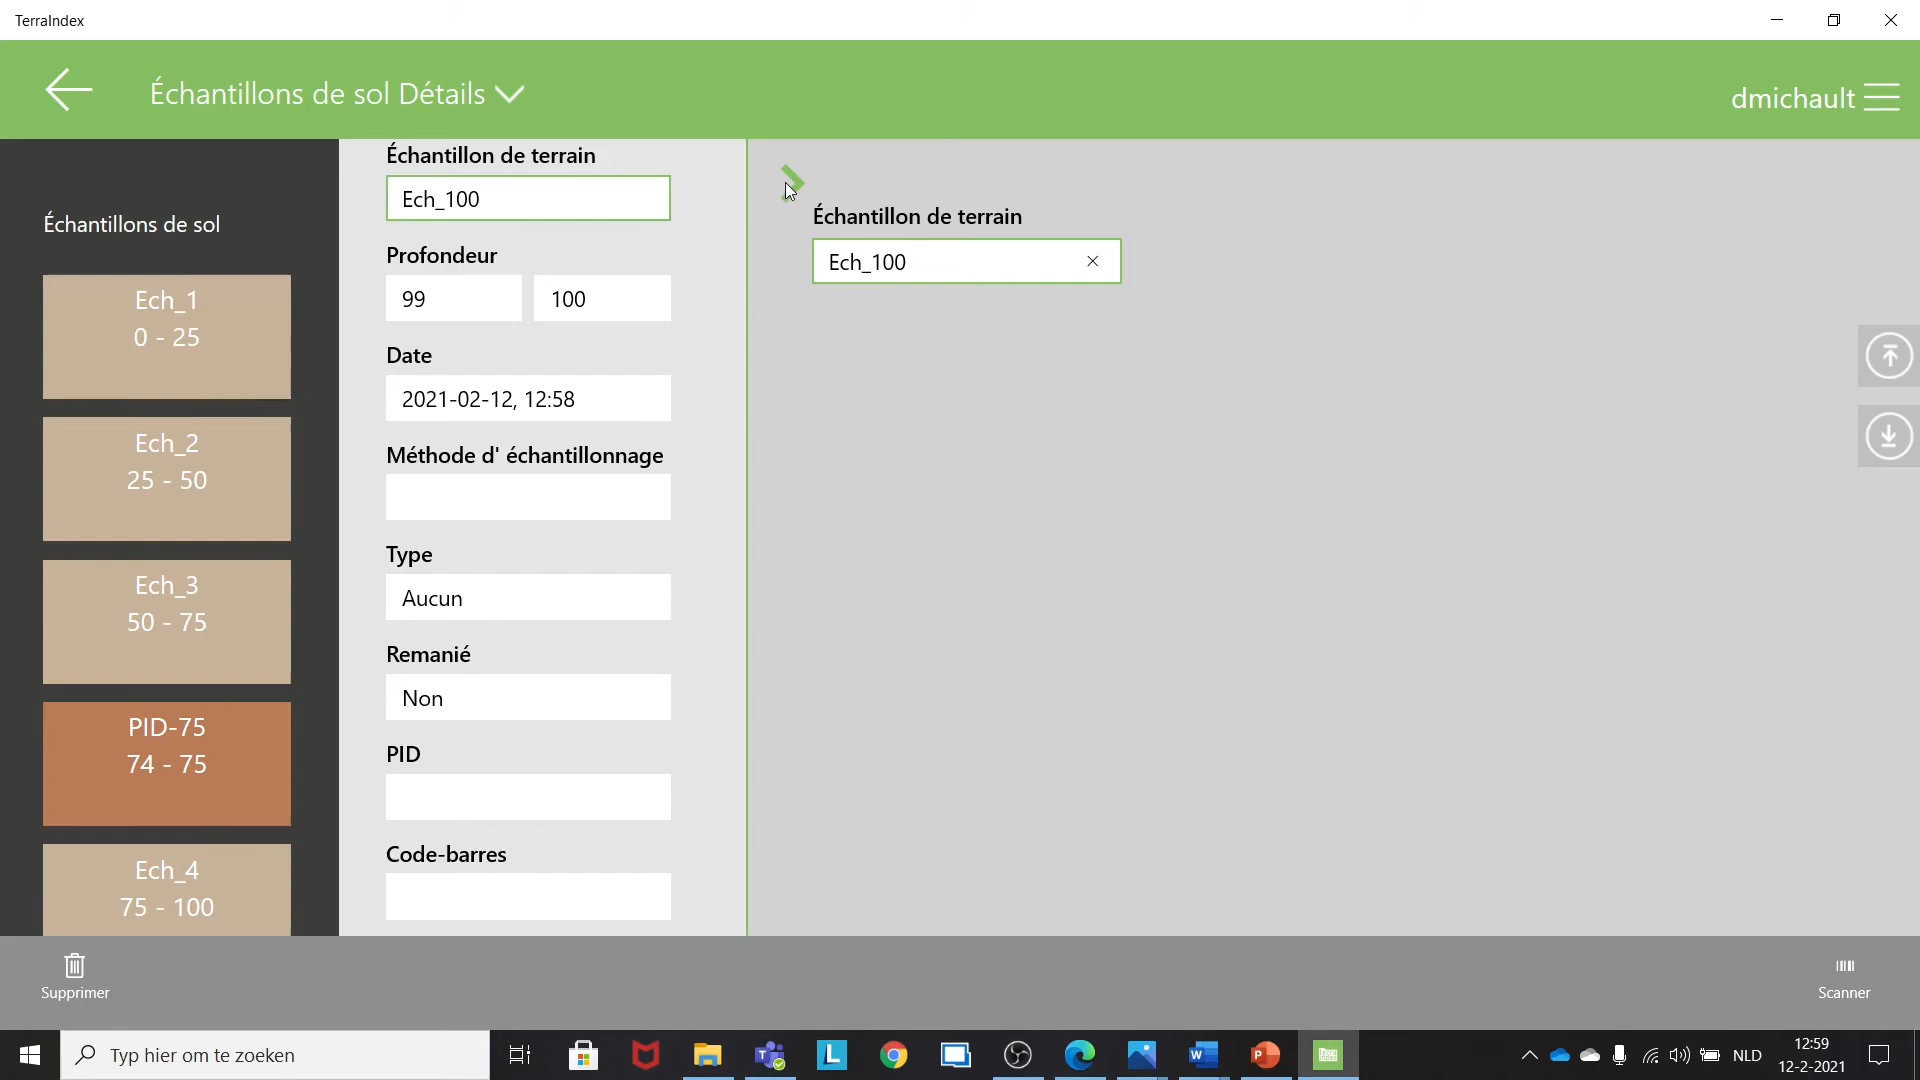 TerraIndex
Échantillons de sol Détails
dmichault
Échantillons de sol
Ech_1
0 - 25
Ech_2
25 - 50
Ech_3
50 - 75
PID-75
74 - 75
Ech_4
75 - 100
Échantillon de terrain
Ech_100
Profondeur
99 100
Date
2021-02-12, 12:58
Méthode d' échantillonnage
Type
Aucun
Remanié
Non
PID
Code-barres
Échantillon de terrain
Ech_100
Supprimer
Scanner
Typ hier om te zoeken
NLD
12:59
12-2-2021